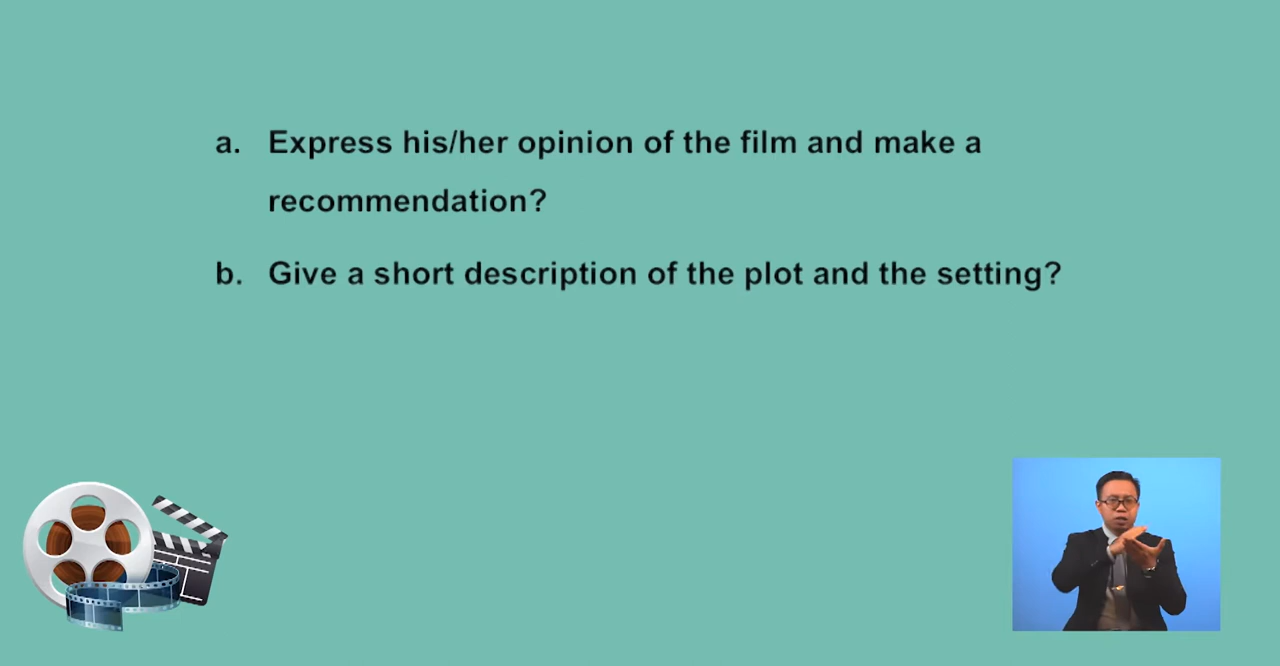 a. Express his/her opinion of the film and make a
recommendation?
b. Give a short description of the plot and the setting?